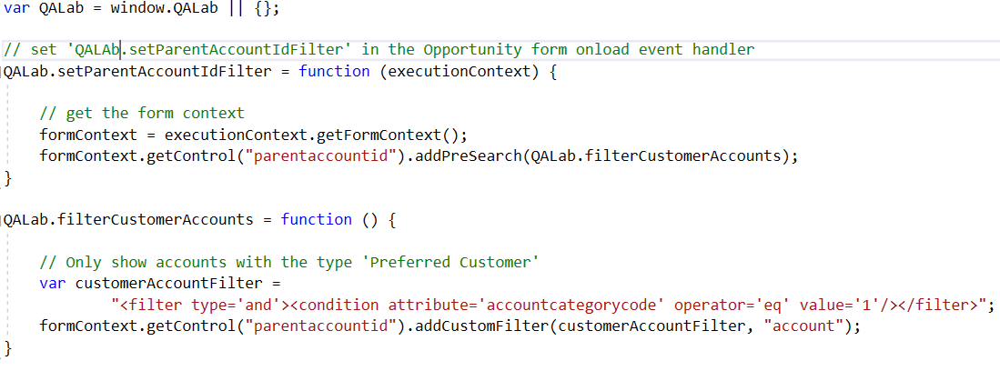 var QALab = window.QALab || {};
// set 'QALAb.setParentAccountIdFilter' in the Opportunity form onload event handler
QALab.setParentAccountIdFilter = function (executionContext) {
// get the form context
formContext = executionContext.getFormContext();
formContext.getControl("parentaccountid").addPreSearch(QALab.filterCustomerAccounts);
}
QALab.filterCustomerAccounts = function () {
// Only show accounts with the type 'Preferred Customer'
var customerAccountFilter =
"<filter type='and'><condition attribute='accountcategorycode' operator='eq' value='1'/></filter>";
formContext.getControl("parentaccountid").addCustomFilter(customerAccountFilter, "account");
}